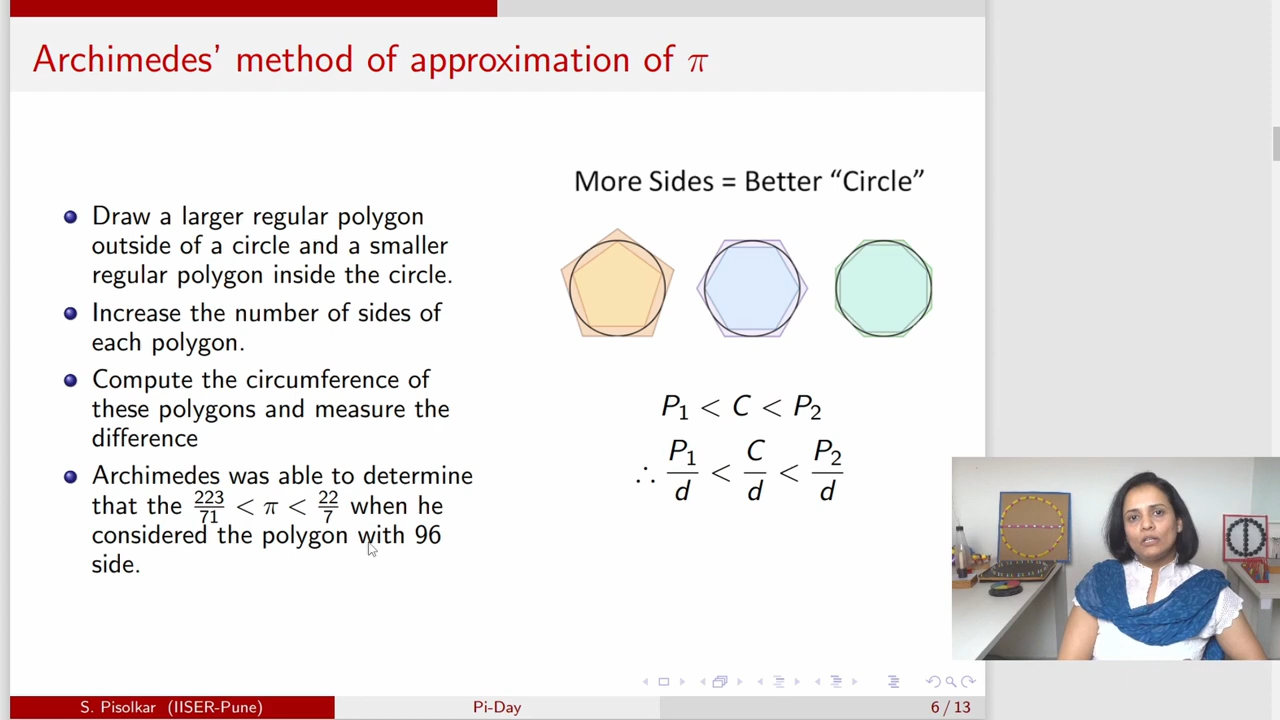 Archimedes' method of approximation of π
More Sides = Better “Circle”
• Draw a larger regular polygon
outside of a circle and a smaller
regular polygon inside the circle.
• Increase the number of sides of
each polygon.
• Compute the circumference of
these polygons and measure the
difference
• Archimedes was able to determine
that the 223/71 < π < 22/7 when he
considered the polygon with 96
side.
P₁ < C < P₂
∴ P₁/d < C/d < P₂/d
S. Pisolkar (IISER-Pune) Pi-Day 6 / 13